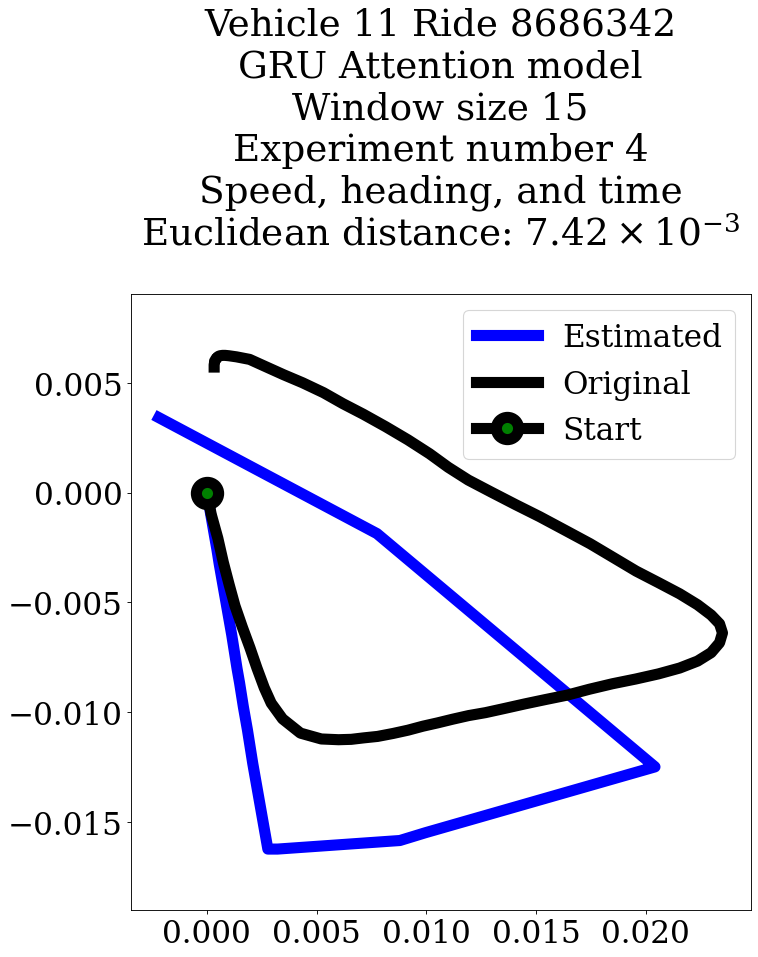 Vehicle 11 Ride 8686342
GRU Attention model
Window size 15
Experiment number 4
Speed, heading, and time
Euclidean distance: 7.42 × 10⁻³
Estimated
Original
Start
0.005
0.000
−0.005
−0.010
−0.015
0.000 0.005 0.010 0.015 0.020